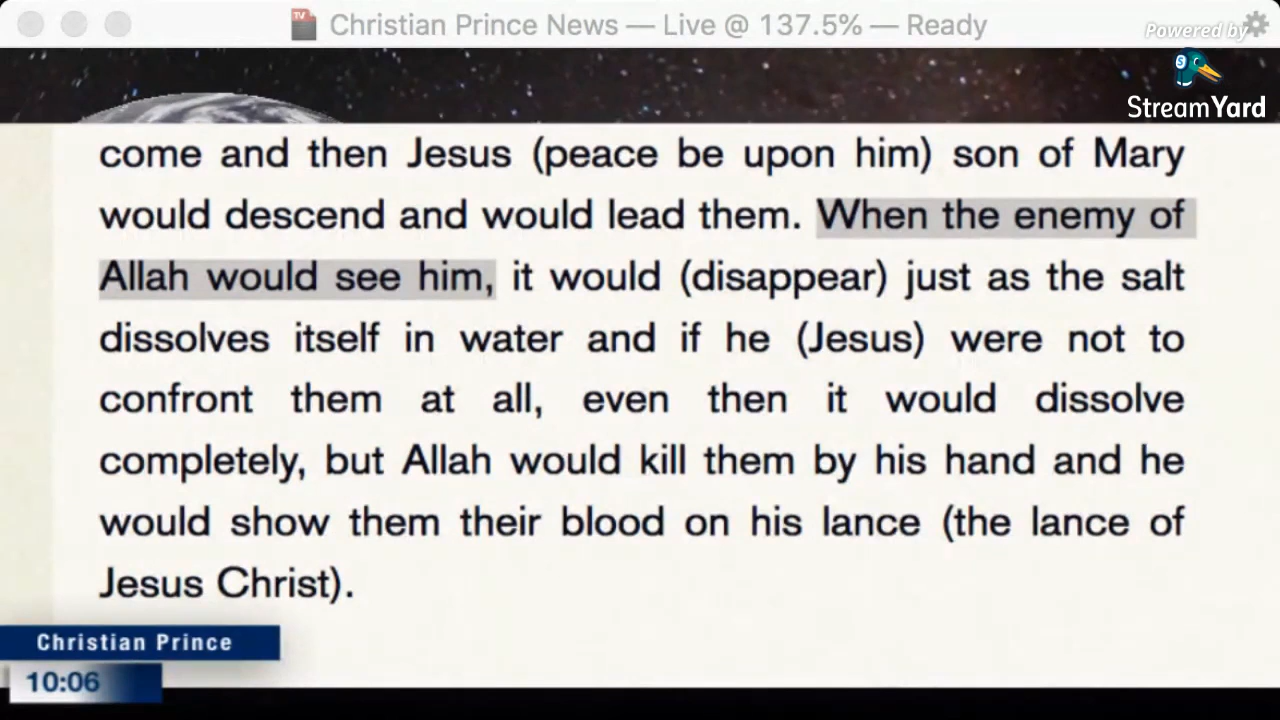 Christian Prince News — Live @ 137.5% — Ready
Powered by
StreamYard
come and then Jesus (peace be upon him) son of Mary
would descend and would lead them. When the enemy of
Allah would see him, it would (disappear) just as the salt
dissolves itself in water and if he (Jesus) were not to
confront them at all, even then it would dissolve
completely, but Allah would kill them by his hand and he
would show them their blood on his lance (the lance of
Jesus Christ).
Christian Prince
10:06